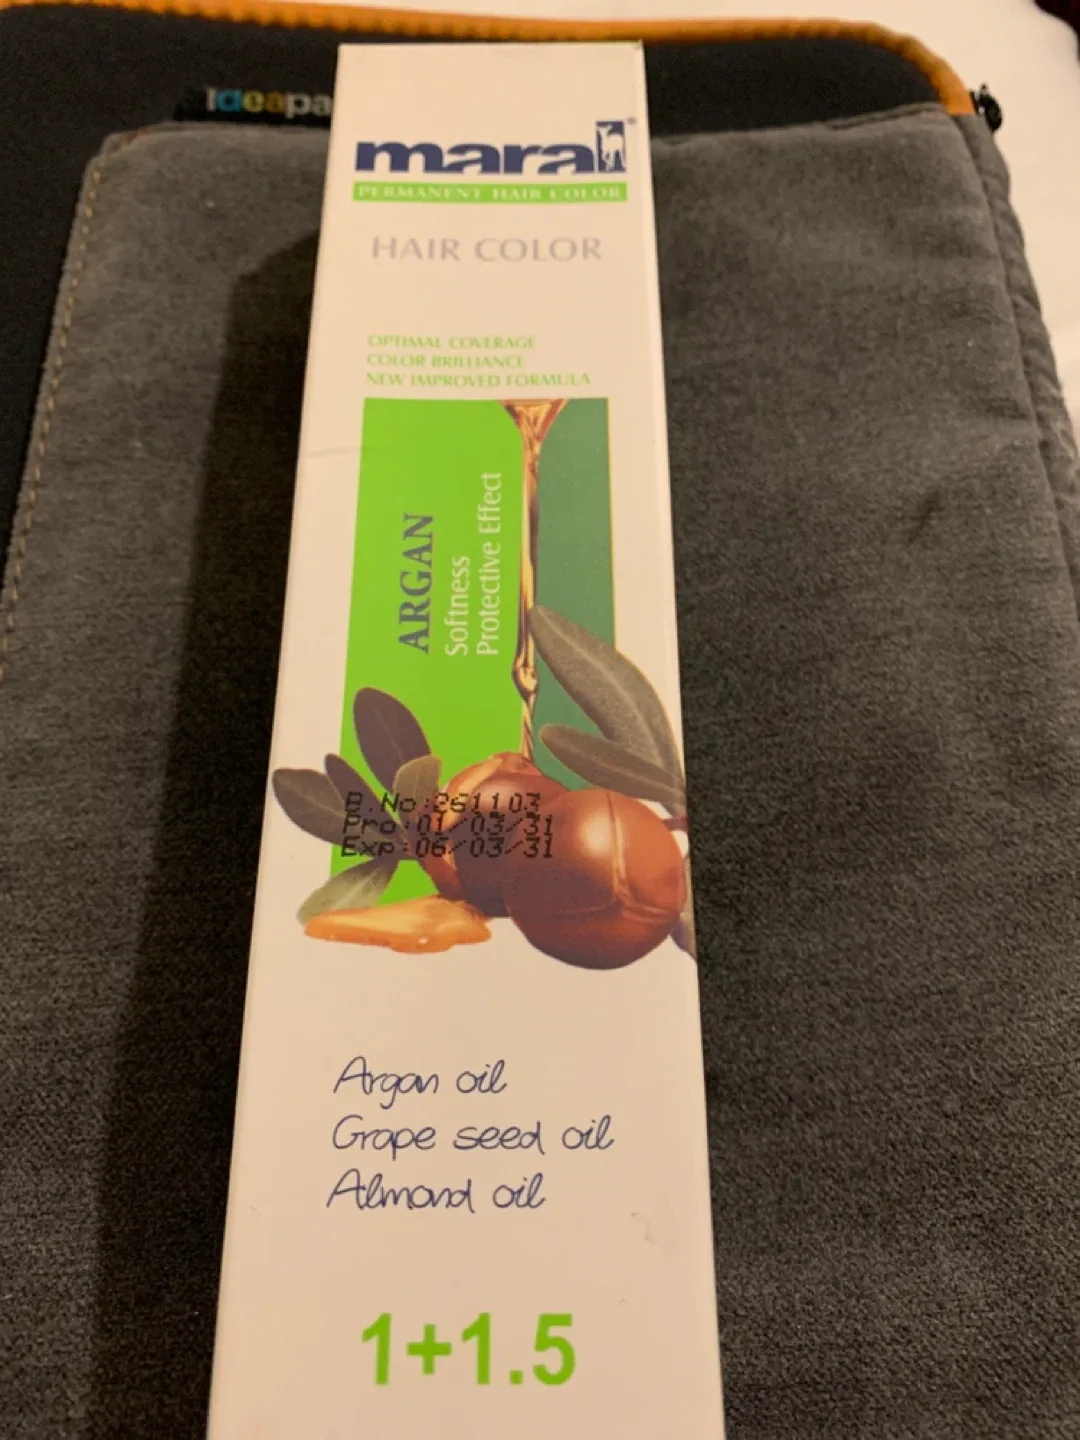 ideapa
maral®
PERMANENT HAIR COLOR
HAIR COLOR
OPTIMAL COVERAGE
COLOR BRILLIANCE
NEW IMPROVED FORMULA
ARGAN
Softness
Protective Effect
B.No:261103
Pro:01/03/31
Exp:06/03/31
Argan oil
Grape seed oil
Almond oil
1+1.5